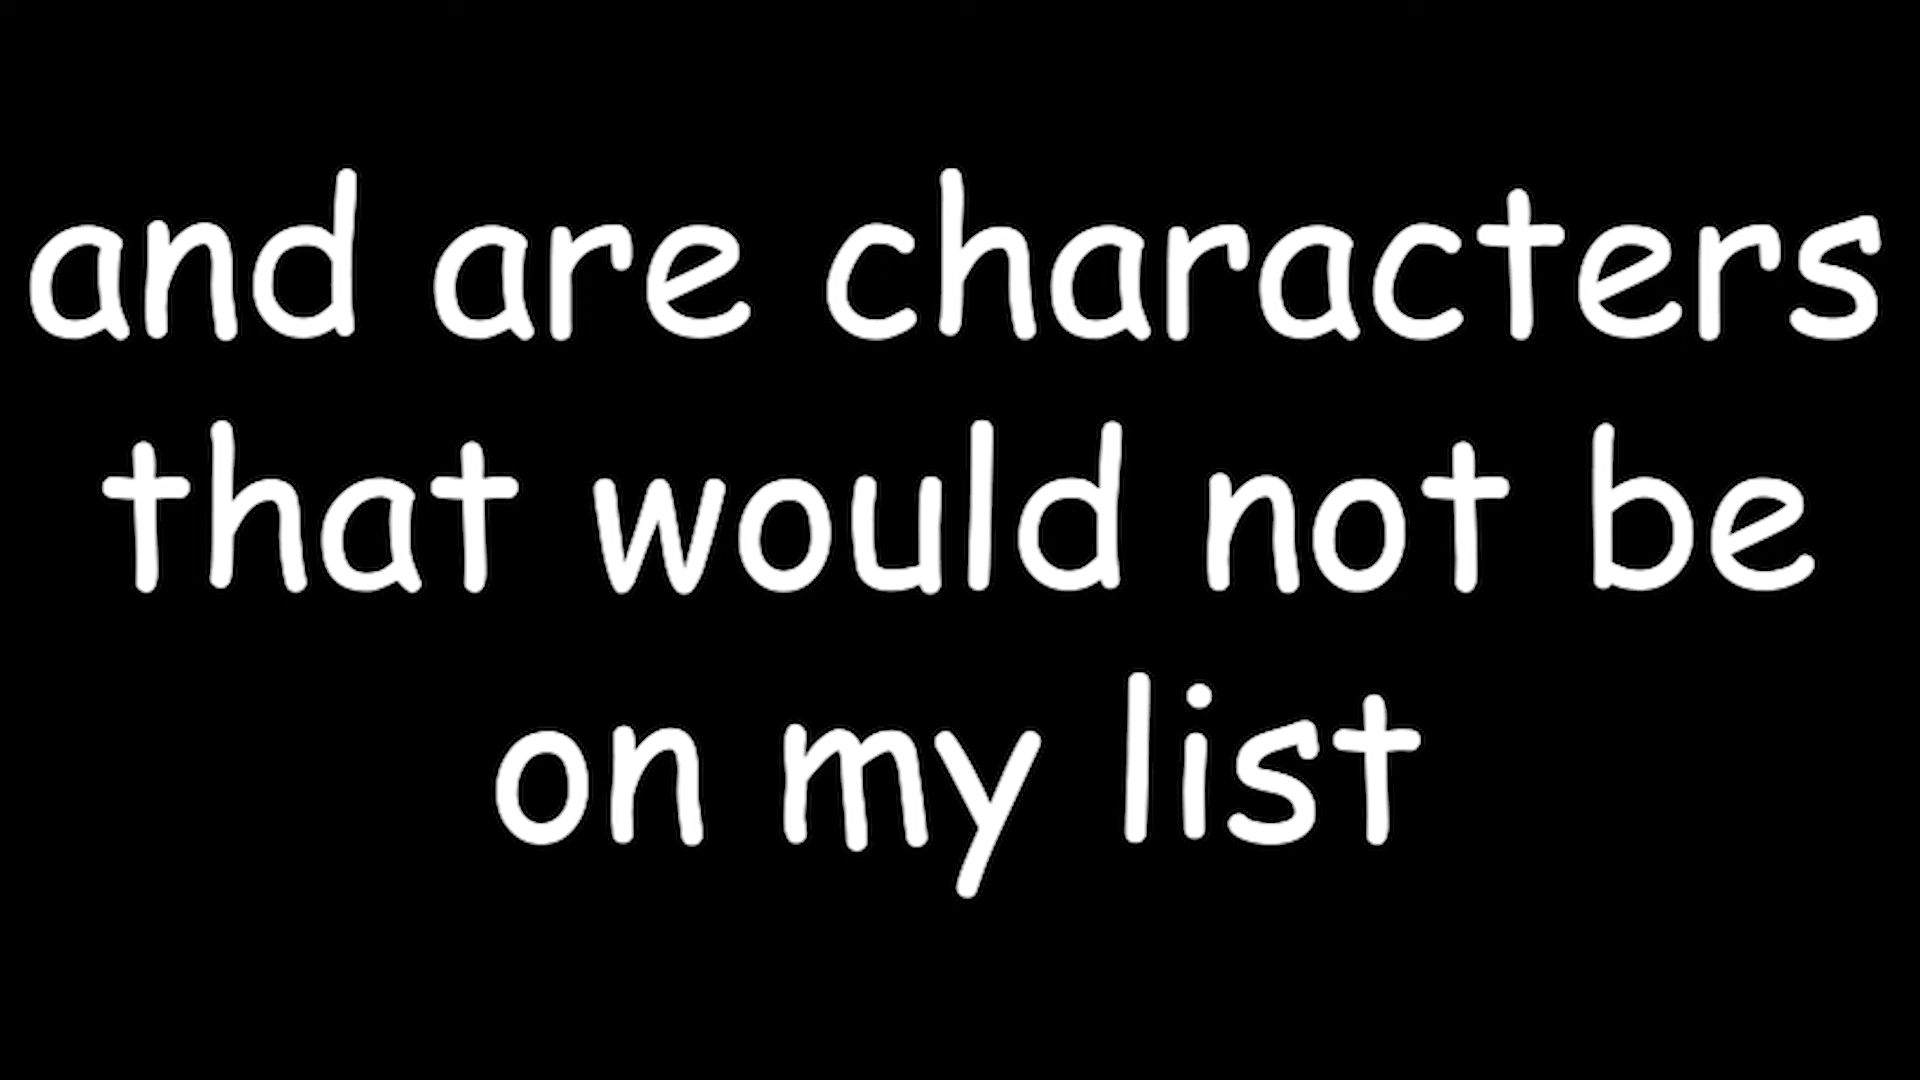 and are characters
that would not be
on my list